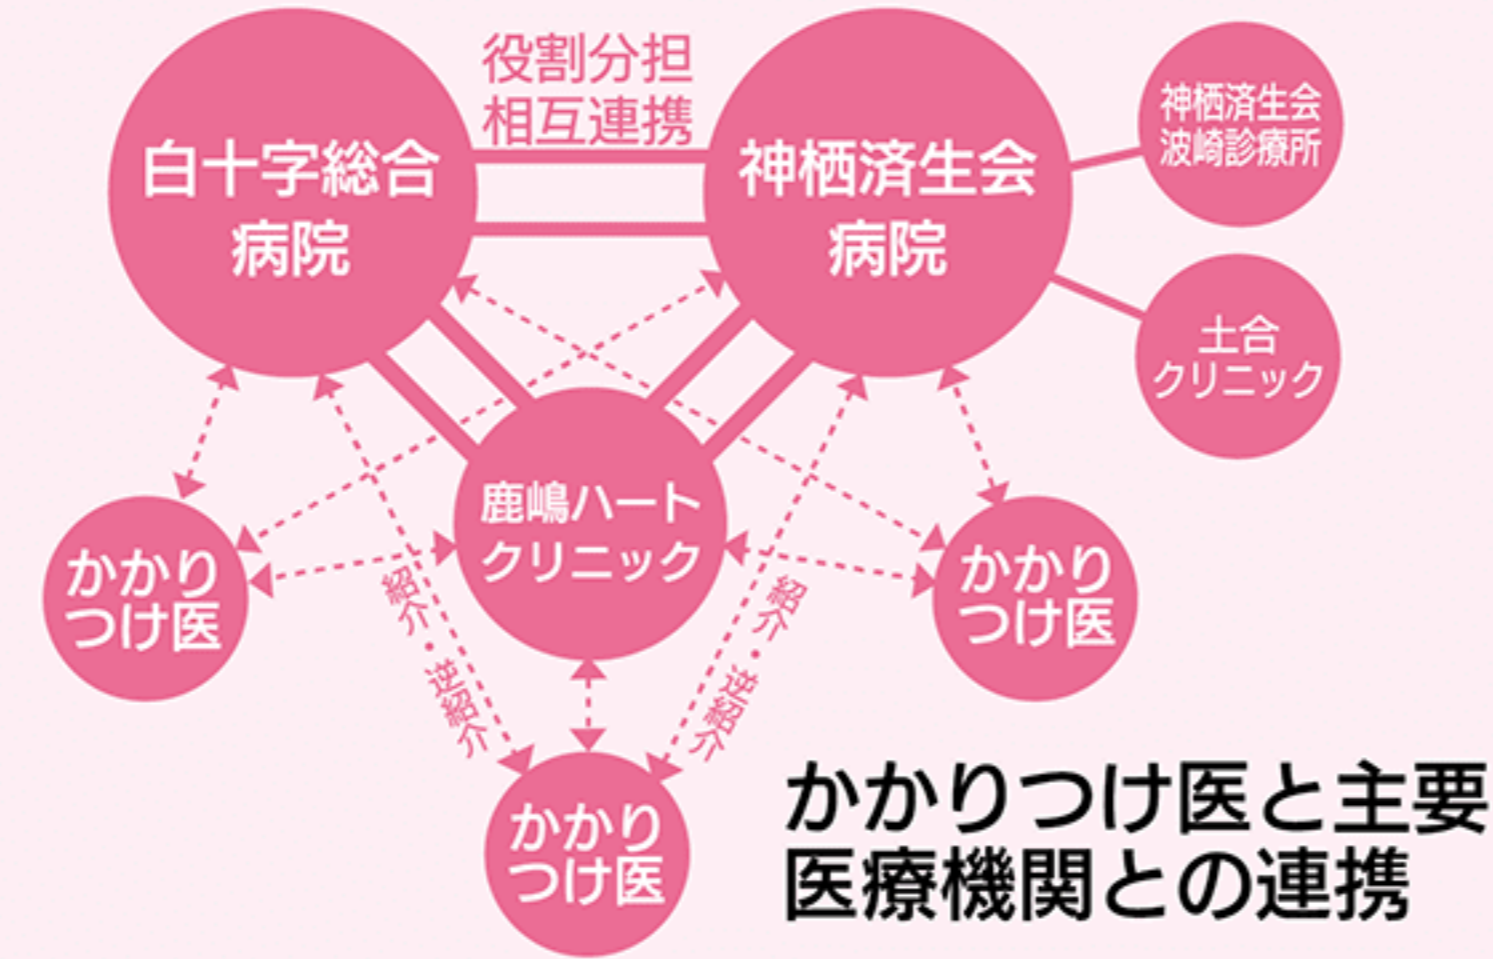 役割分担
相互連携
白十字総合
病院
神栖済生会
病院
神栖済生会
波崎診療所
土合
クリニック
鹿嶋ハート
クリニック
かかり
つけ医
かかり
つけ医
紹介・逆紹介
紹介・逆紹介
かかり
つけ医
かかりつけ医と主要
医療機関との連携